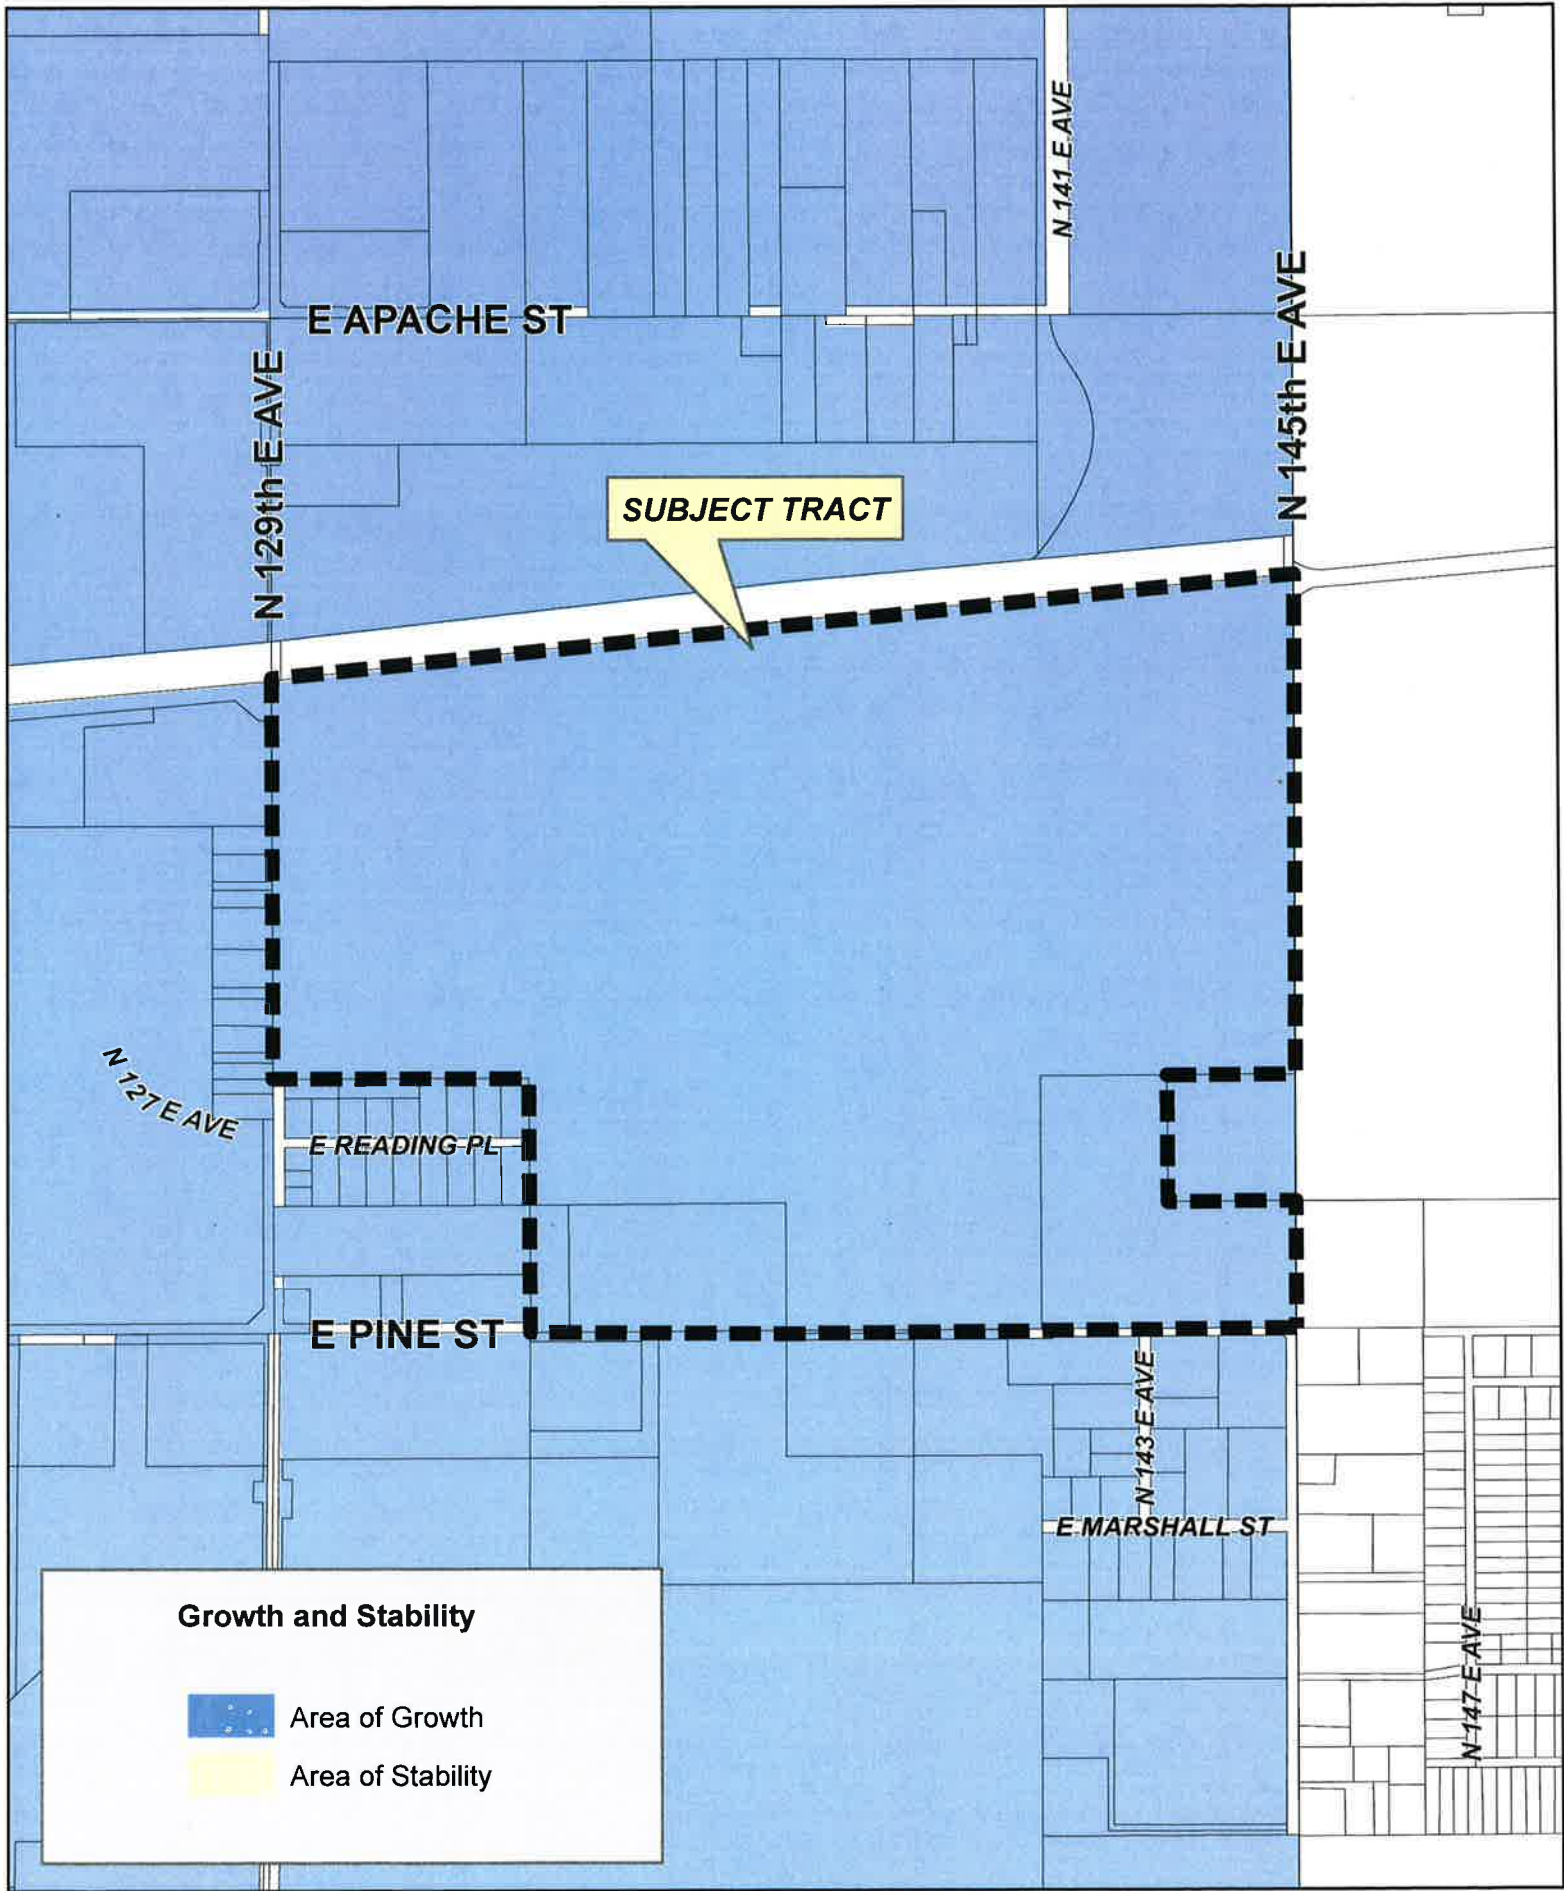 N 141 E AVE
E APACHE ST
N 145th E AVE
N 129th E AVE
SUBJECT TRACT
N 127 E AVE
E READING PL
E PINE ST
N 143 E AVE
E MARSHALL ST
N 147 E AVE
Growth and Stability
Area of Growth
Area of Stability